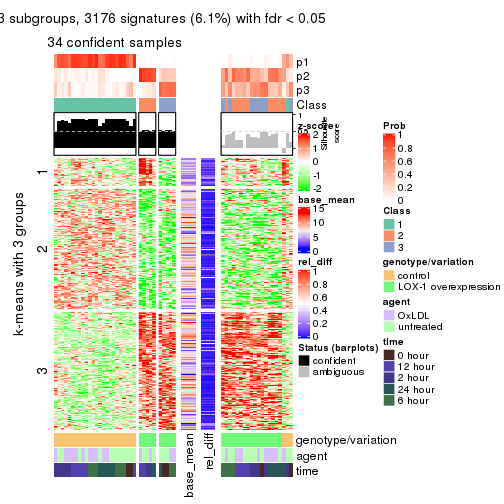 3 subgroups, 3176 signatures (6.1%) with fdr < 0.05
34 confident samples
p1
p2
p3
Class
1
0.5
Silhouette
score
k-means with 3 groups
1
2
3
base_mean
rel_diff
genotype/variation
agent
time
z-score
2
1
0
-1
-2
base_mean
15
10
5
0
rel_diff
1
0.8
0.6
0.4
0.2
0
Status (barplots)
confident
ambiguous
Prob
1
0.8
0.6
0.4
0.2
0
Class
1
2
3
genotype/variation
control
LOX-1 overexpression
agent
OxLDL
untreated
time
0 hour
12 hour
2 hour
24 hour
6 hour